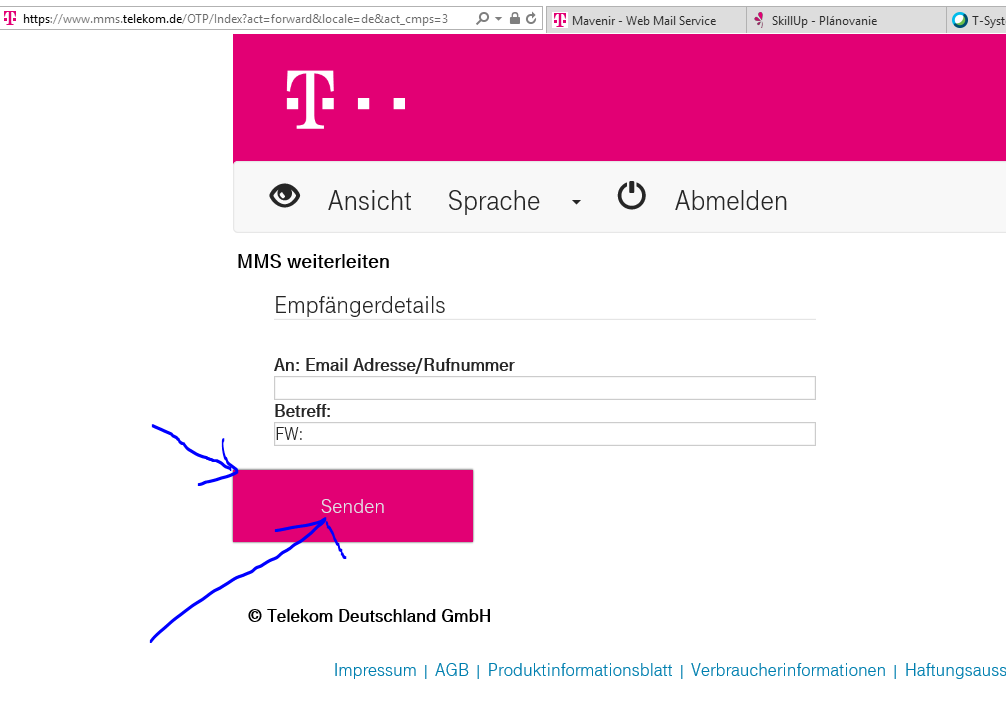 https://www.mms.telekom.de/OTP/Index?act=forward&locale=de&act_cmps=3
Mavenir - Web Mail Service
SkillUp - Plánovanie
T-Syst
T
Ansicht Sprache Abmelden
MMS weiterleiten
Empfängerdetails
An: Email Adresse/Rufnummer
Betreff:
FW:
Senden
© Telekom Deutschland GmbH
Impressum | AGB | Produktinformationsblatt | Verbraucherinformationen | Haftungsauss